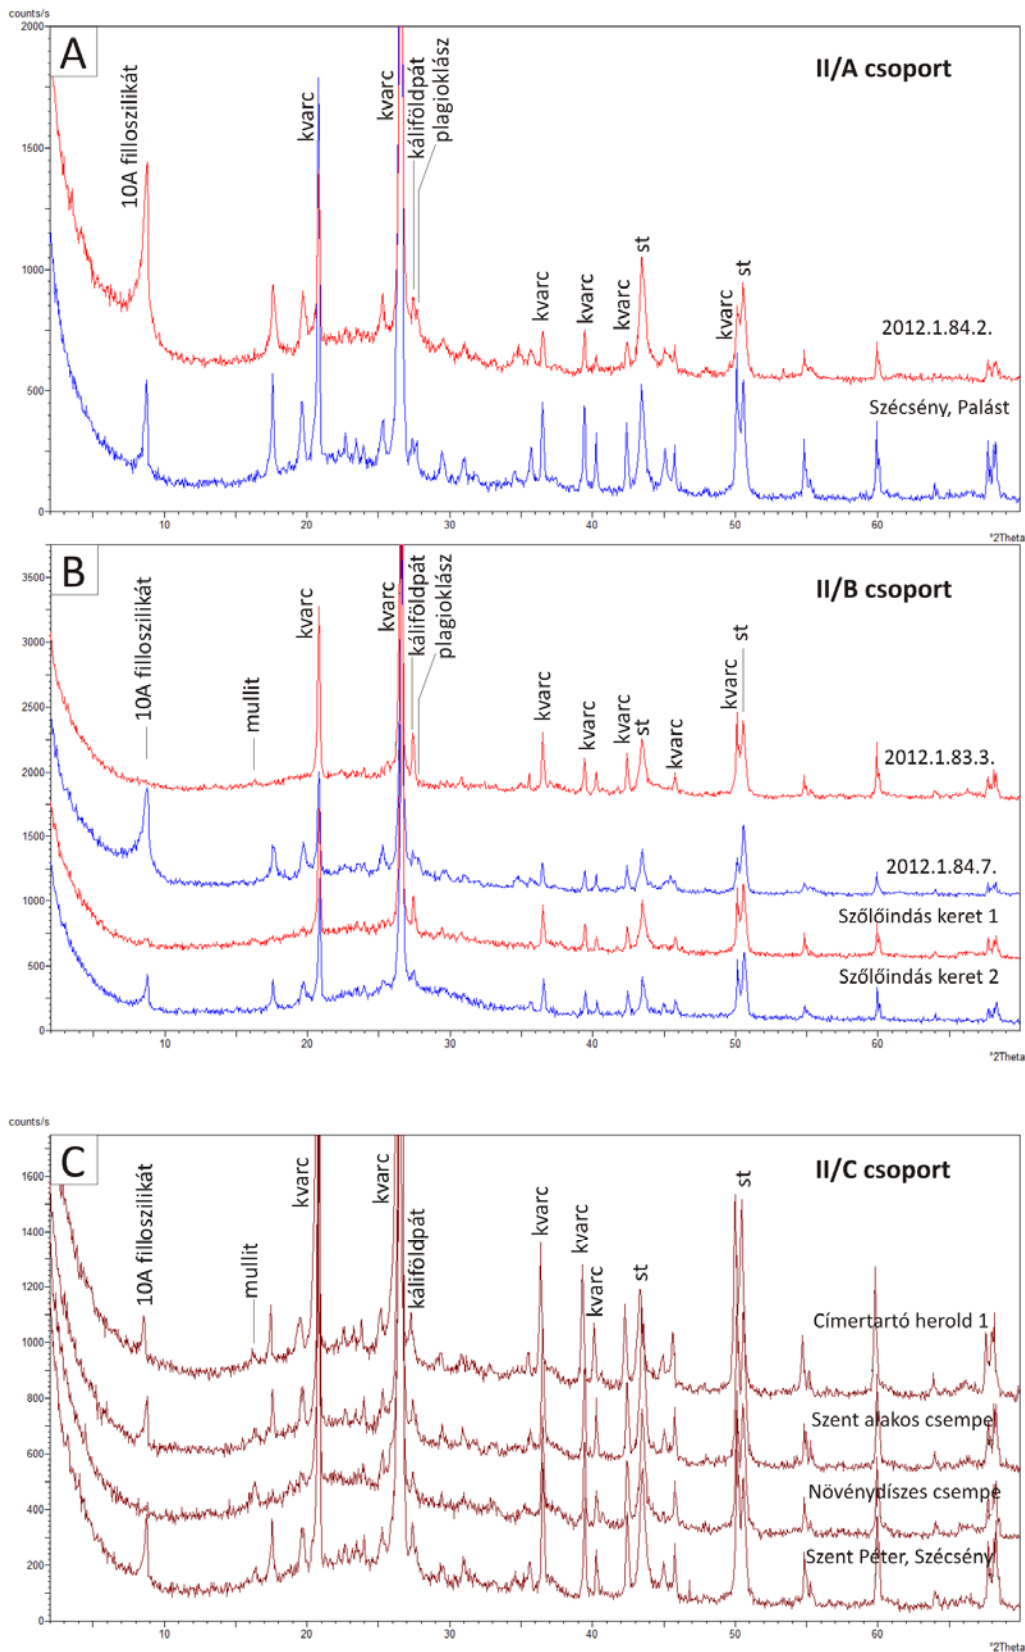 counts/s
2000
A
II/A csoport
10A filloszilikát
kvarc
kvarc
káliföldpát
plagioklász
1500
1000
kvarc
kvarc
kvarc
st
kvarc
st
2012.1.84.2.
500
Szécsény, Palást
0
10
20
30
40
50
60
°2Theta
B
II/B csoport
3500
10A filloszilikát
mullit
kvarc
kvarc
káliföldpát
plagioklász
3000
2500
kvarc
kvarc
kvarc
st
kvarc
kvarc
st
2012.1.83.3.
2000
1500
2012.1.84.7.
1000
Szőlőindás keret 1
500
Szőlőindás keret 2
0
10
20
30
40
50
60
°2Theta
counts/s
C
II/C csoport
1600
10A filloszilikát
mullit
kvarc
kvarc
káliföldpát
1400
kvarc
kvarc
kvarc
st
st
1200
Címertartó herold 1
1000
800
Szent alakos csempe
600
Növénydíszes csempe
400
Szent Péter, Szécsény
200
0
10
20
30
40
50
60
°2Theta